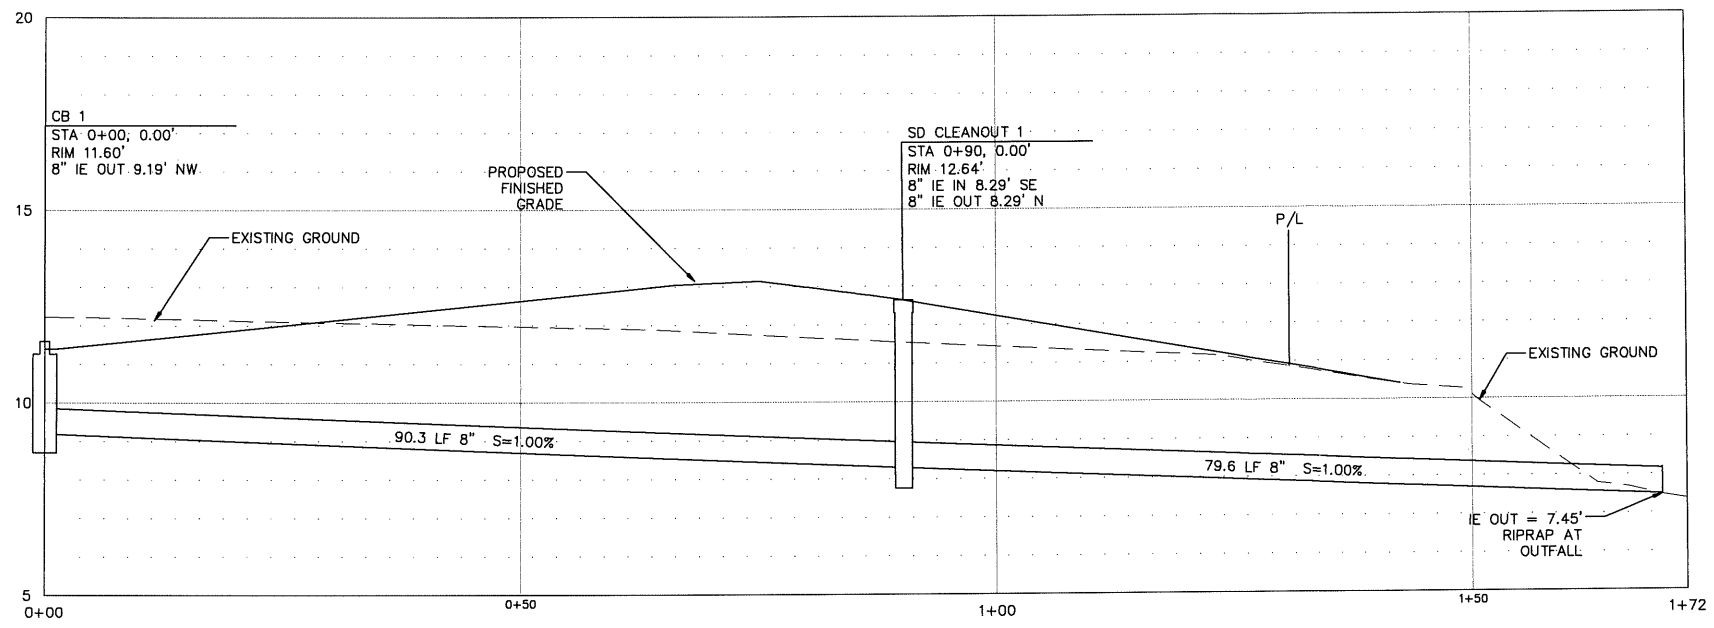 20
CB 1
STA 0+00, 0.00'
RIM 11.60'
8" IE OUT 9.19' NW
SD CLEANOUT 1
STA 0+90, 0.00'
RIM 12.64'
8" IE IN 8.29' SE
8" IE OUT 8.29' N
PROPOSED
FINISHED
GRADE
15
P/L
EXISTING GROUND
EXISTING GROUND
10
90.3 LF 8" S=1.00%
79.6 LF 8" S=1.00%
IE OUT = 7.45'
RIPRAP AT
OUTFALL
5
0+00
0+50
1+00
1+50
1+72